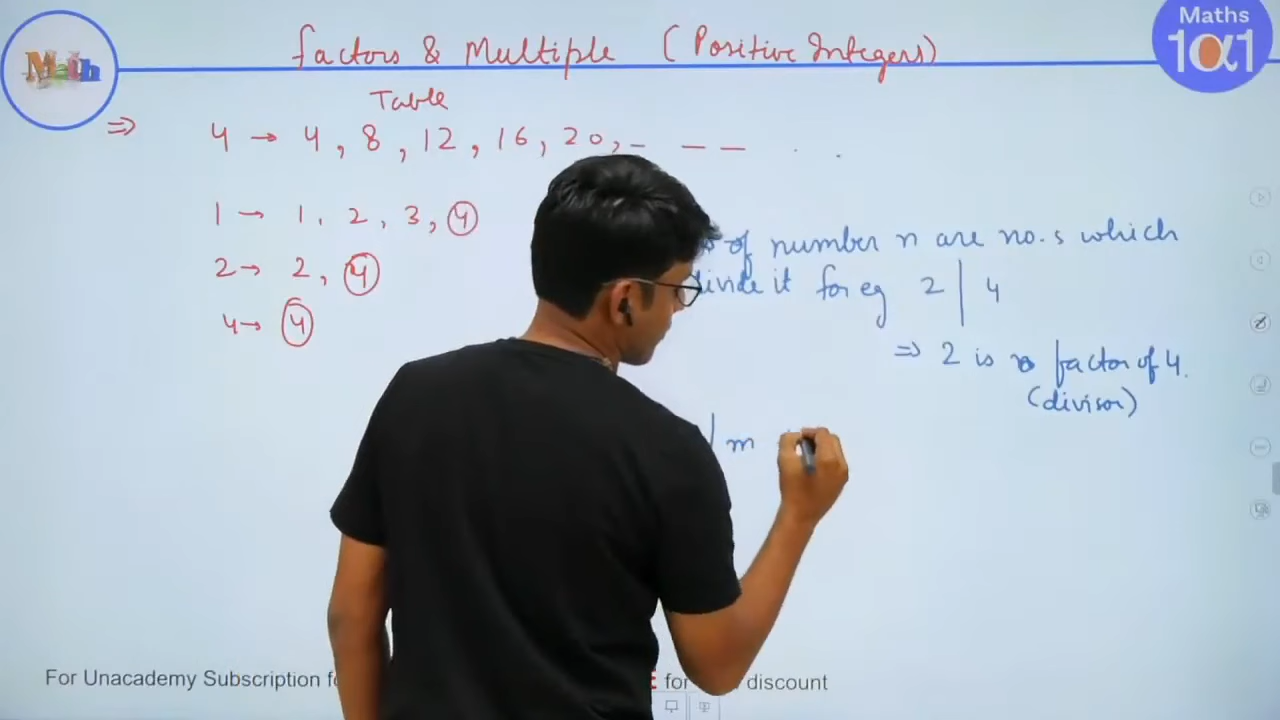 Math
Factors & Multiple (Positive Integers)
Maths
1α1
Table
⇒ 4 → 4, 8, 12, 16, 20, _ _ _ . .
1 → 1, 2, 3, 4
2 → 2, 4
4 → 4
of number n are no.s which
it for eg 2 | 4
⇒ 2 is factor of 4.
(divisor)
| m
For Unacademy Subscription
for discount